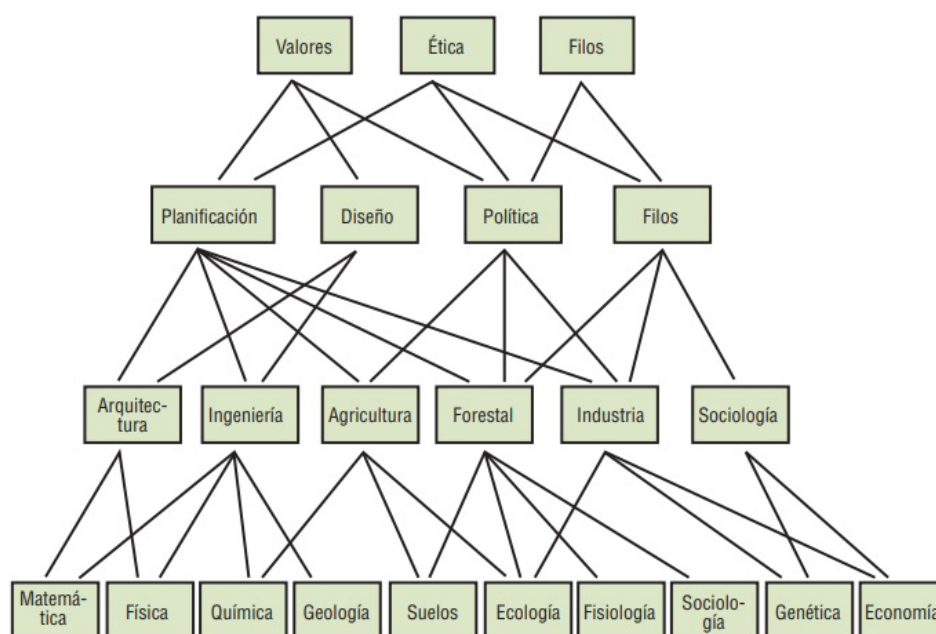 Valores
Ética
Filos
Planificación
Diseño
Política
Filos
Arquitec-
tura
Ingeniería
Agricultura
Forestal
Industria
Sociología
Matemá-
tica
Física
Química
Geología
Suelos
Ecología
Fisiología
Sociolo-
gía
Genética
Economía